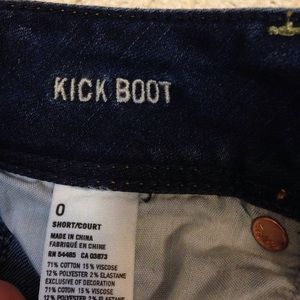 KICK BOOT
0
SHORT/COURT
MADE IN CHINA
FABRIQUÉ EN CHINE
RN 54485 CA 03873
71% COTTON 15% VISCOSE
12% POLYESTER 2% ELASTANE
EXCLUSIVE OF DECORATION
71% COTON 15% VISCOSE
12% POLYESTER 2% ELASTHANNE